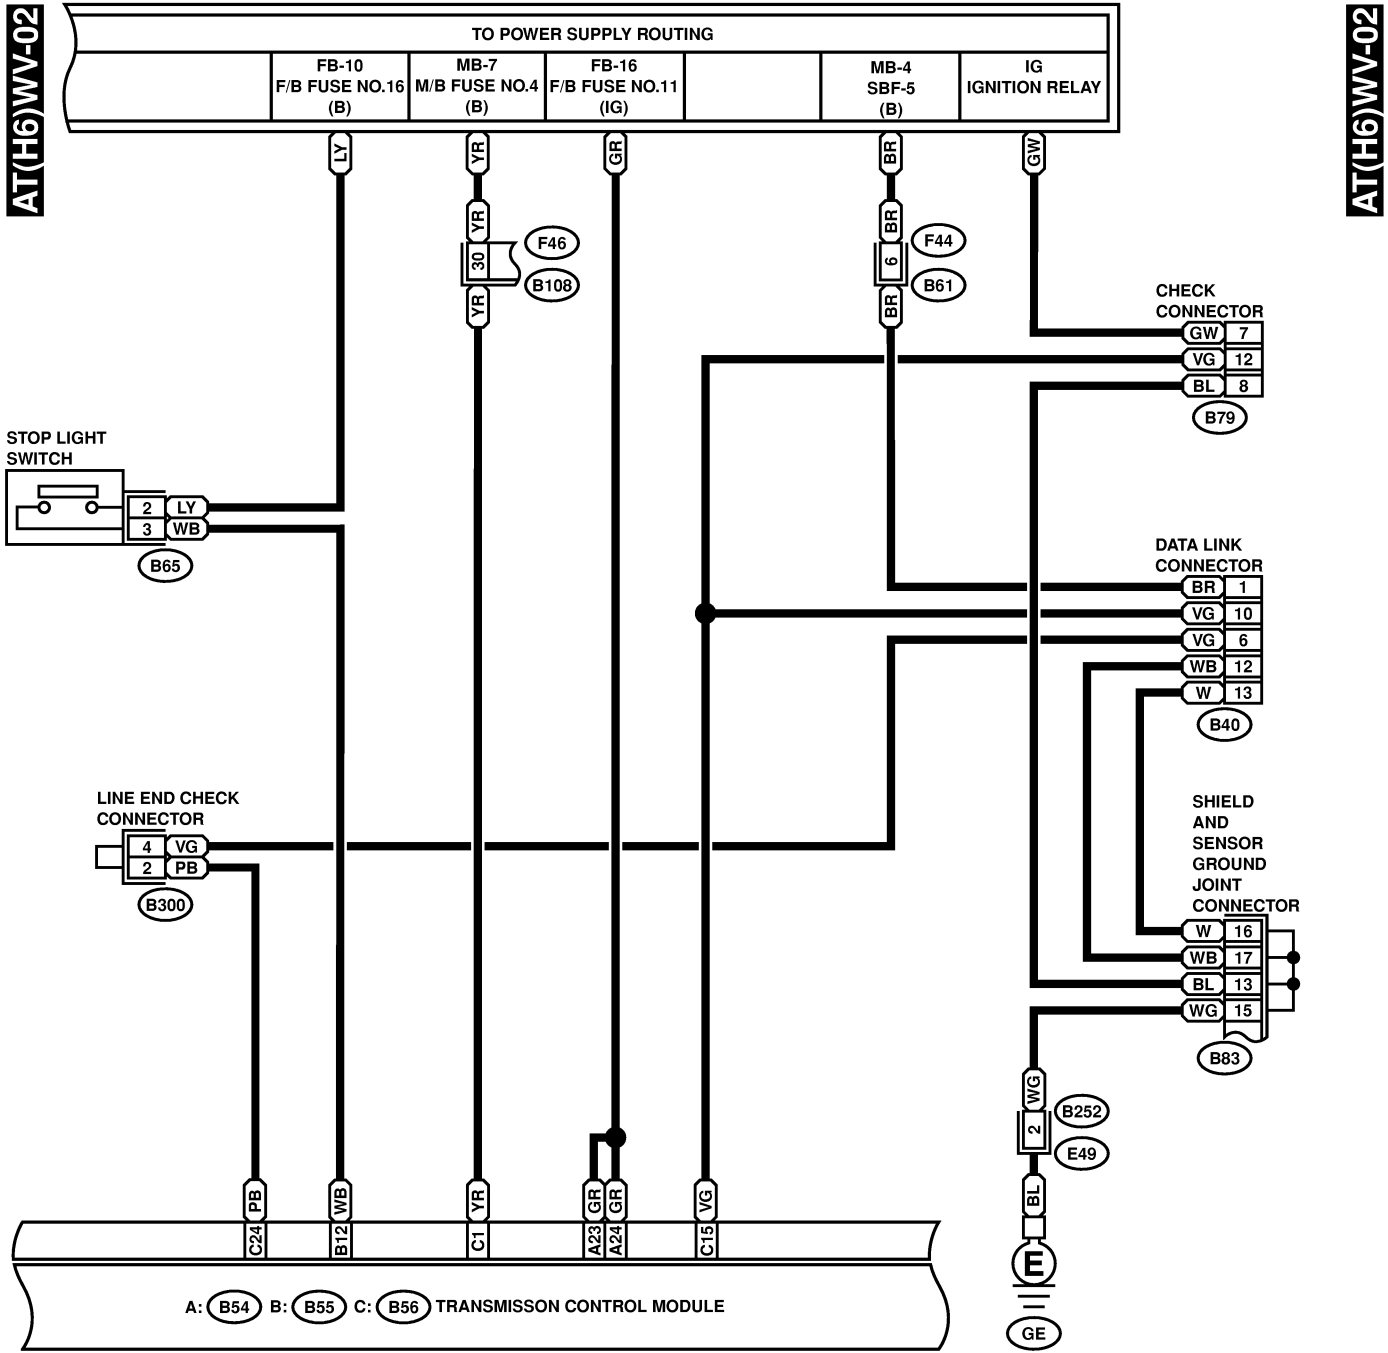 AT(H6)WV-02
AT(H6)WV-02
TO POWER SUPPLY ROUTING
FB-10
F/B FUSE NO.16
(B)
MB-7
M/B FUSE NO.4
(B)
FB-16
F/B FUSE NO.11
(IG)
MB-4
SBF-5
(B)
IG
IGNITION RELAY
LY
YR
GR
BR
GW
YR
30
F46
B108
YR
BR
6
F44
B61
BR
CHECK
CONNECTOR
GW 7
VG 12
BL 8
B79
STOP LIGHT
SWITCH
2 LY
3 WB
B65
DATA LINK
CONNECTOR
BR 1
VG 10
VG 6
WB 12
W 13
B40
LINE END CHECK
CONNECTOR
4 VG
2 PB
B300
SHIELD
AND
SENSOR
GROUND
JOINT
CONNECTOR
W 16
WB 17
BL 13
WG 15
B83
WG
2
B252
E49
BL
E
GE
PB
WB
YR
GR
GR
VG
C24
B12
C1
A23
A24
C15
A: B54 B: B55 C: B56 TRANSMISSON CONTROL MODULE